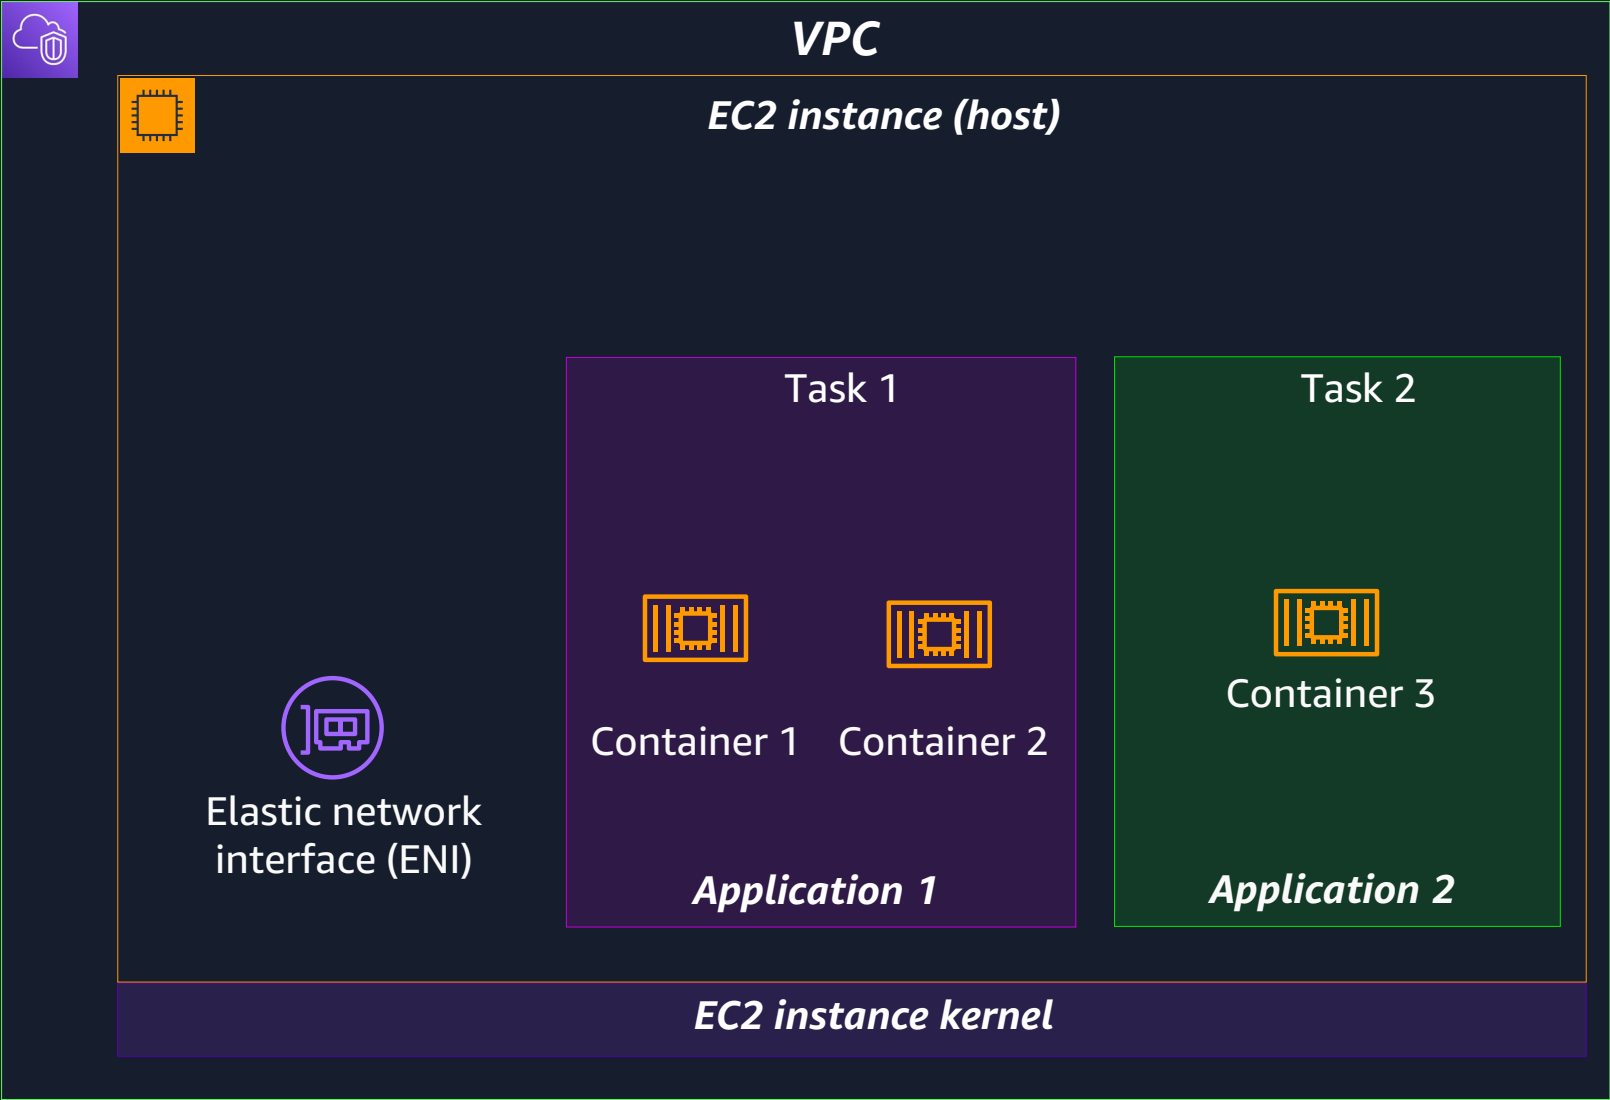 VPC
EC2 instance (host)
Task 1
Task 2
Container 1
Container 2
Container 3
Elastic network
interface (ENI)
Application 1
Application 2
EC2 instance kernel